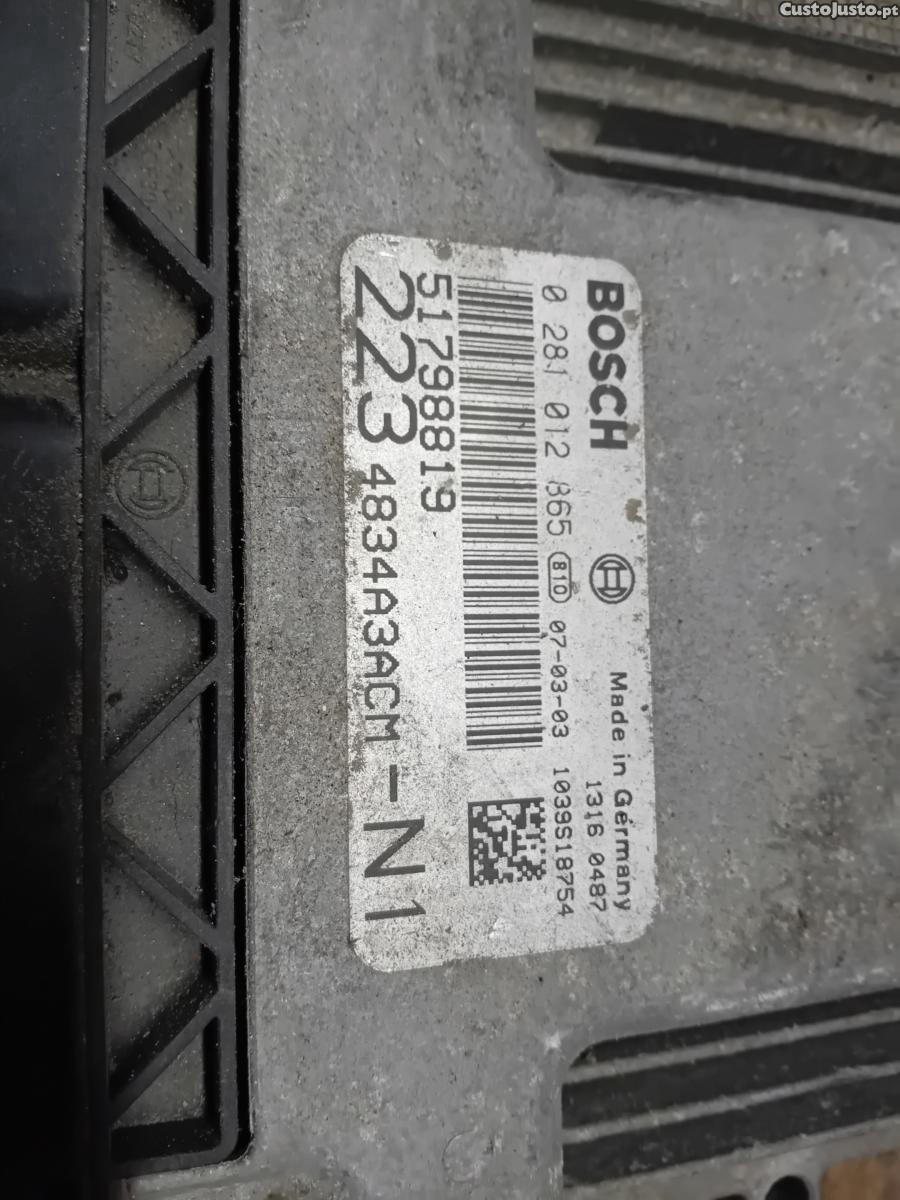 CustoJusto.pt
BOSCH Made in Germany
1316 0487
0 281 012 865 810 07-03-03 1039S18754
51798819
223 4834A3ACM-N1